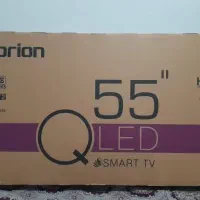 orion
55"
QLED
SMART TV